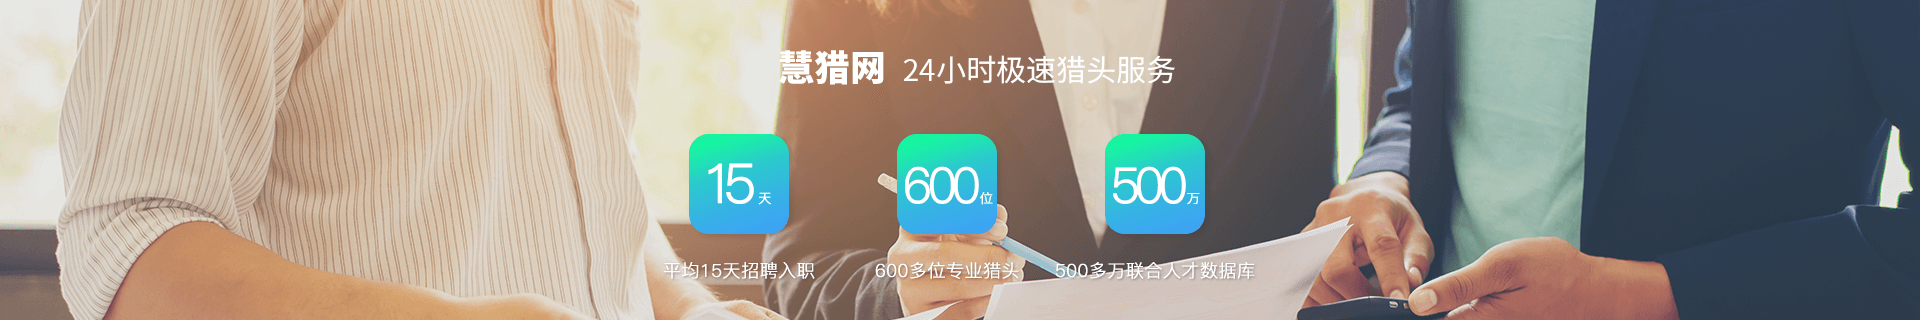 慧猎网 24小时极速猎头服务
15天
600位
500万
平均15天招聘入职
600多位专业猎头
500多万联合人才数据库